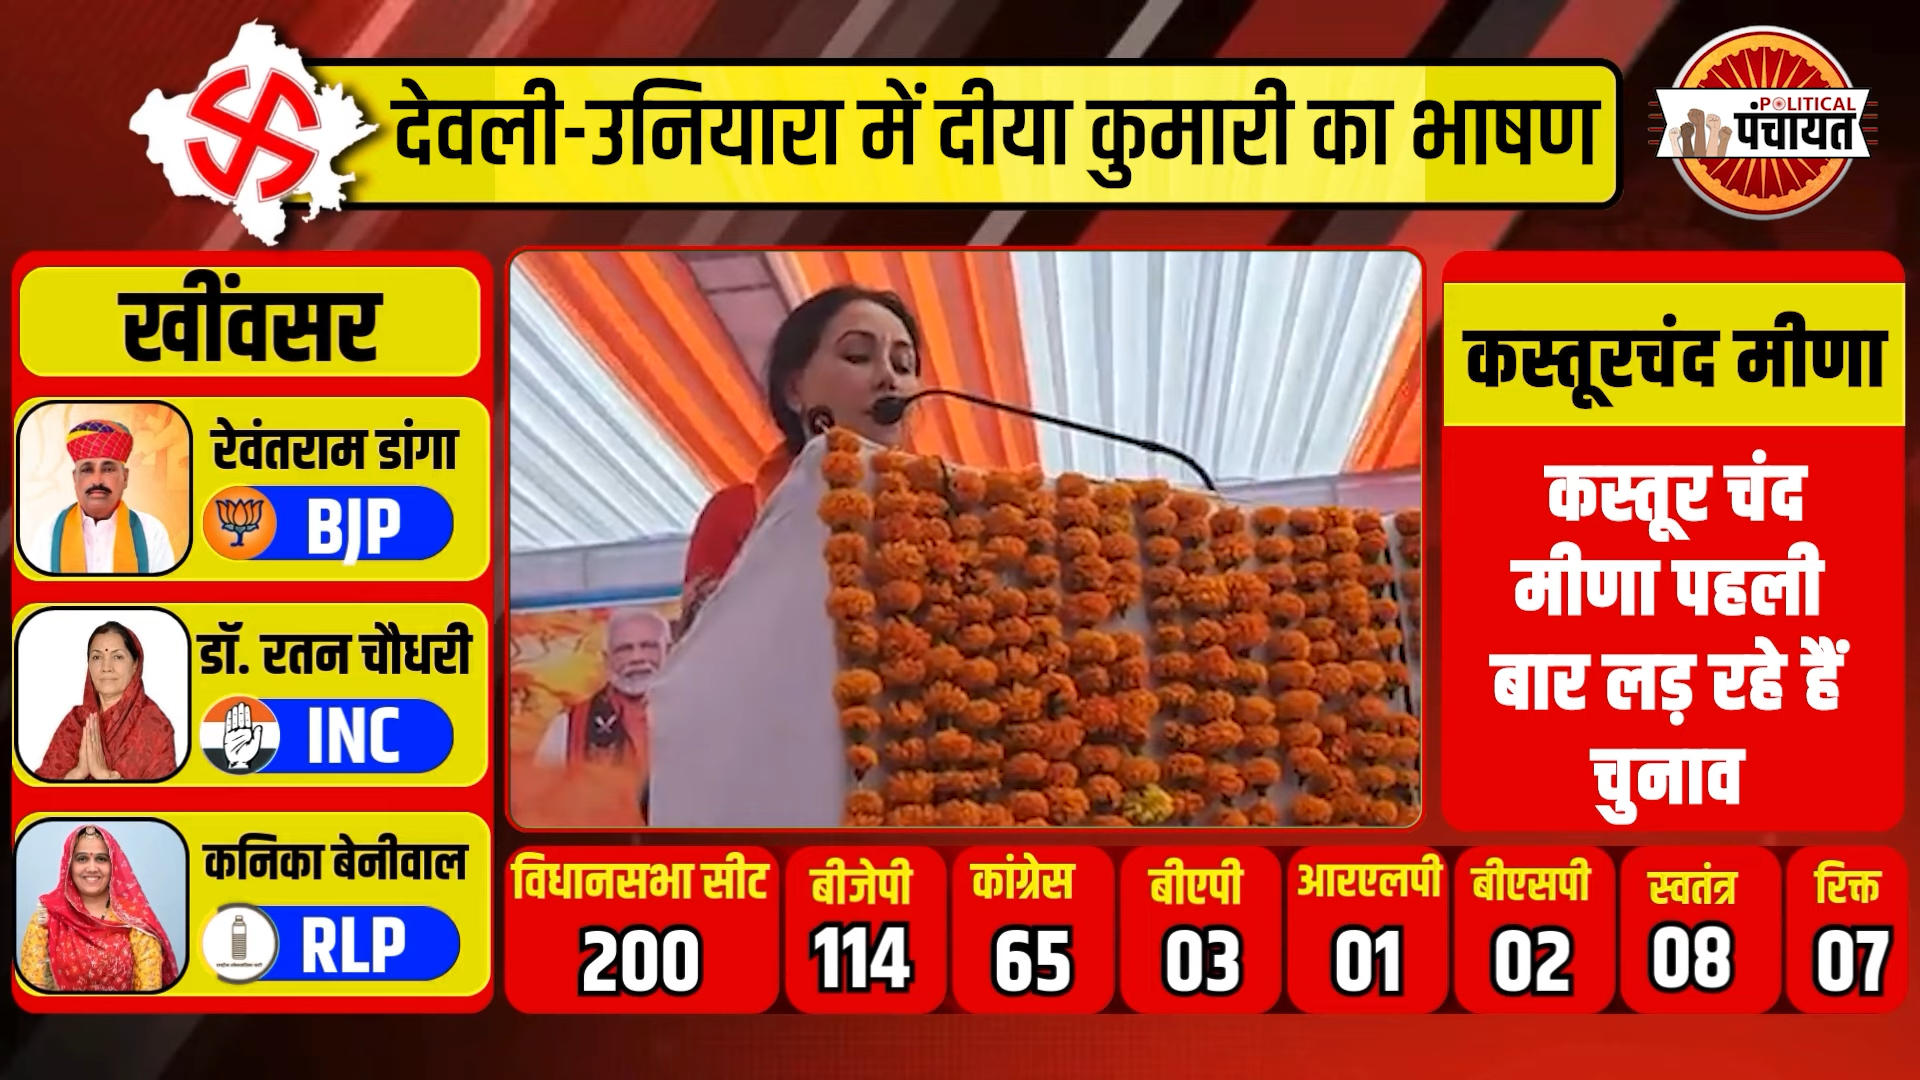 देवली-उनियारा में दीया कुमारी का भाषण
POLITICAL
पंचायत
खींवसर
रेवंतराम डांगा
BJP
डॉ. रतन चौधरी
INC
कनिका बेनीवाल
RLP
कस्तूरचंद मीणा
कस्तूर चंद
मीणा पहली
बार लड़ रहे हैं
चुनाव
विधानसभा सीट बीजेपी कांग्रेस बीएपी आरएलपी बीएसपी स्वतंत्र रिक्त
200 114 65 03 01 02 08 07